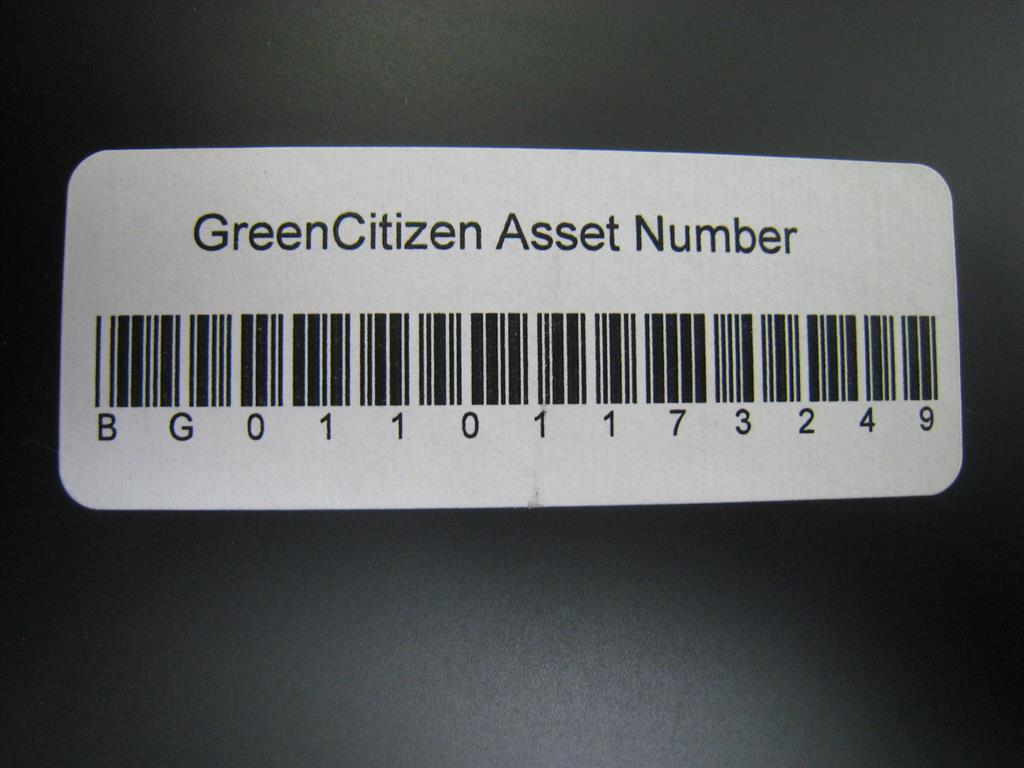 GreenCitizen Asset Number
B G 0 1 1 0 1 1 7 3 2 4 9